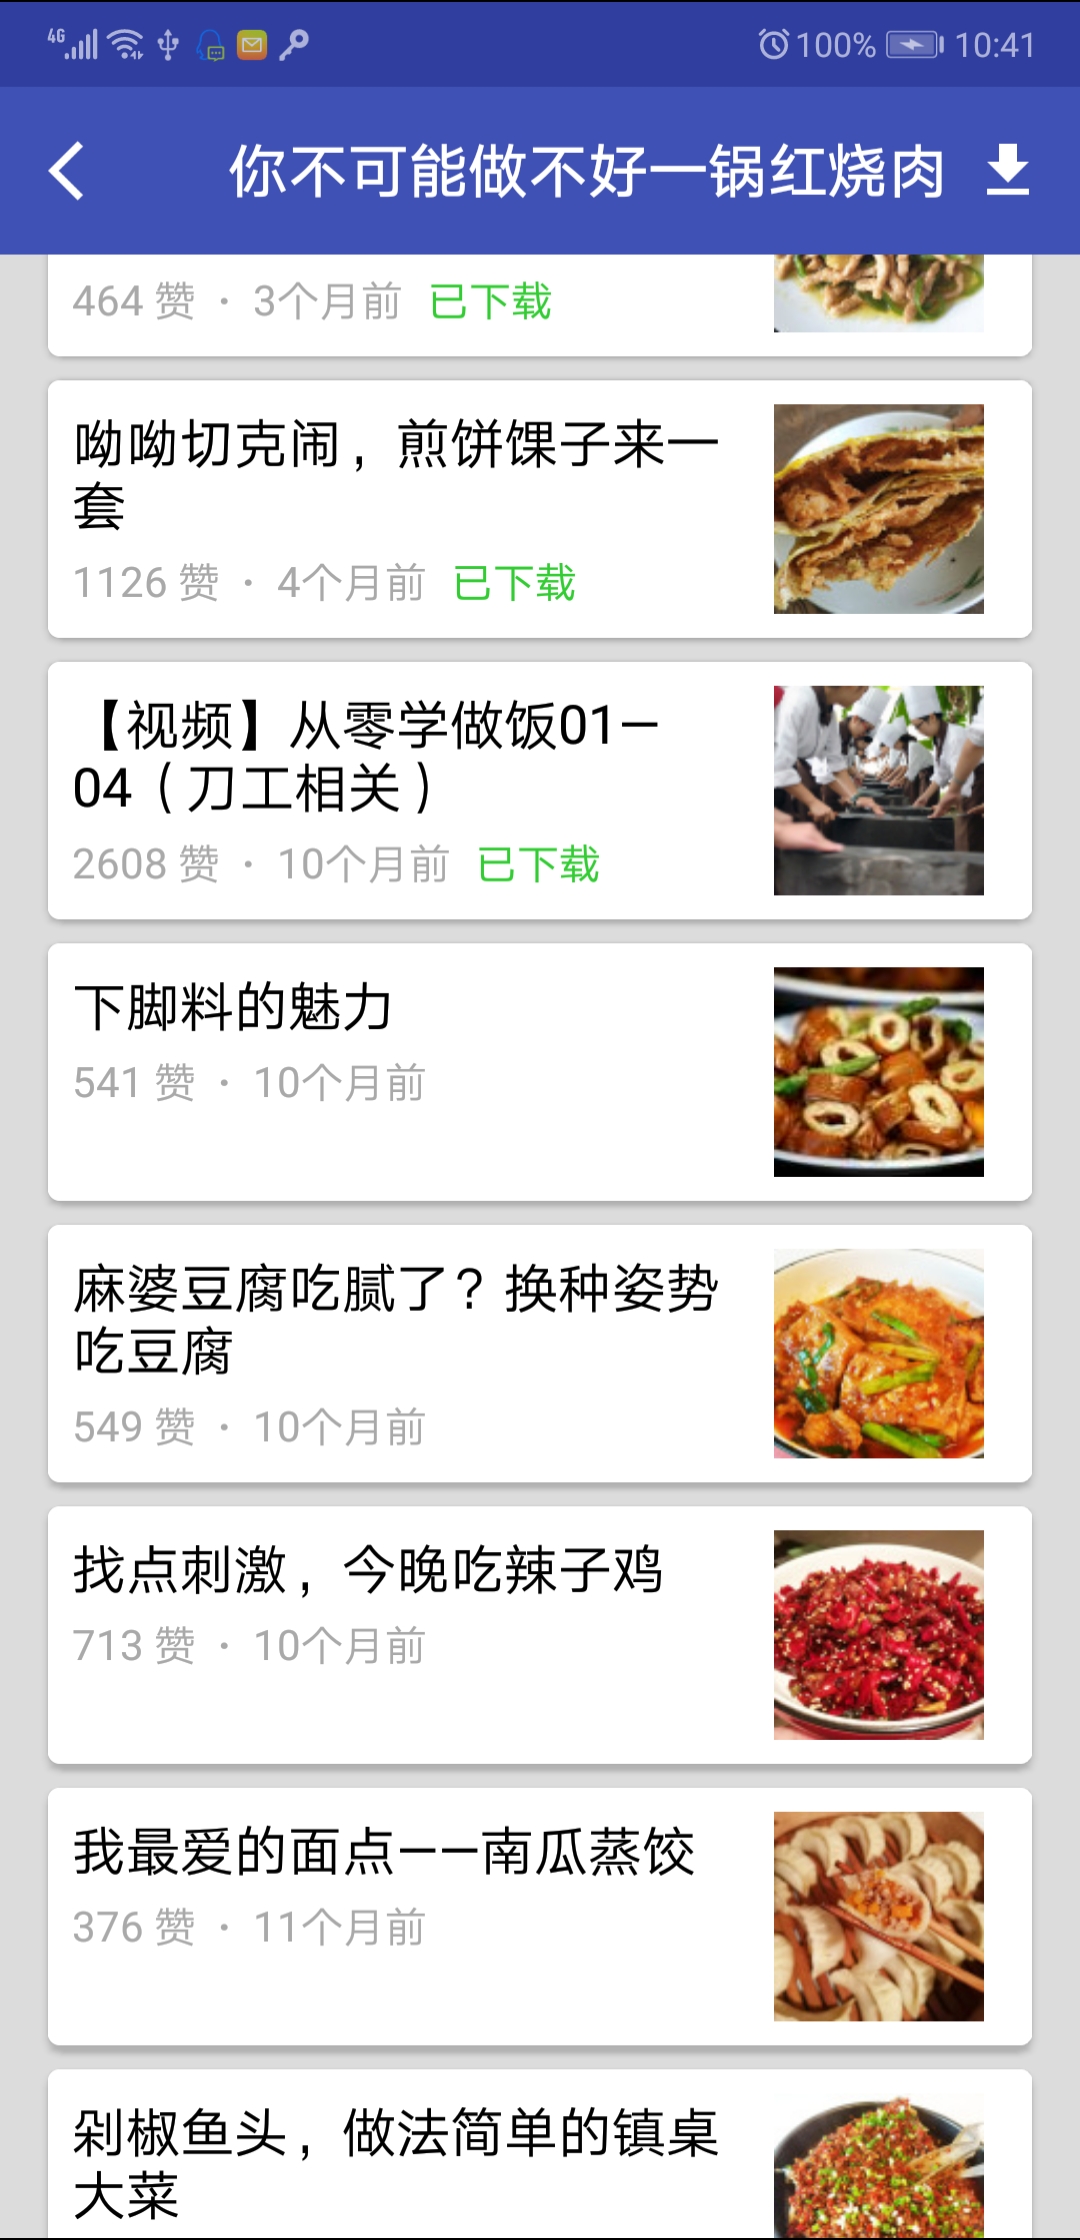 4G 100% 10:41
你不可能做不好一锅红烧肉
464 赞 · 3个月前 已下载
呦呦切克闹，煎饼馃子来一
套
1126 赞 · 4个月前 已下载
【视频】从零学做饭01—
04（刀工相关）
2608 赞 · 10个月前 已下载
下脚料的魅力
541 赞 · 10个月前
麻婆豆腐吃腻了？换种姿势
吃豆腐
549 赞 · 10个月前
找点刺激，今晚吃辣子鸡
713 赞 · 10个月前
我最爱的面点——南瓜蒸饺
376 赞 · 11个月前
剁椒鱼头，做法简单的镇桌
大菜